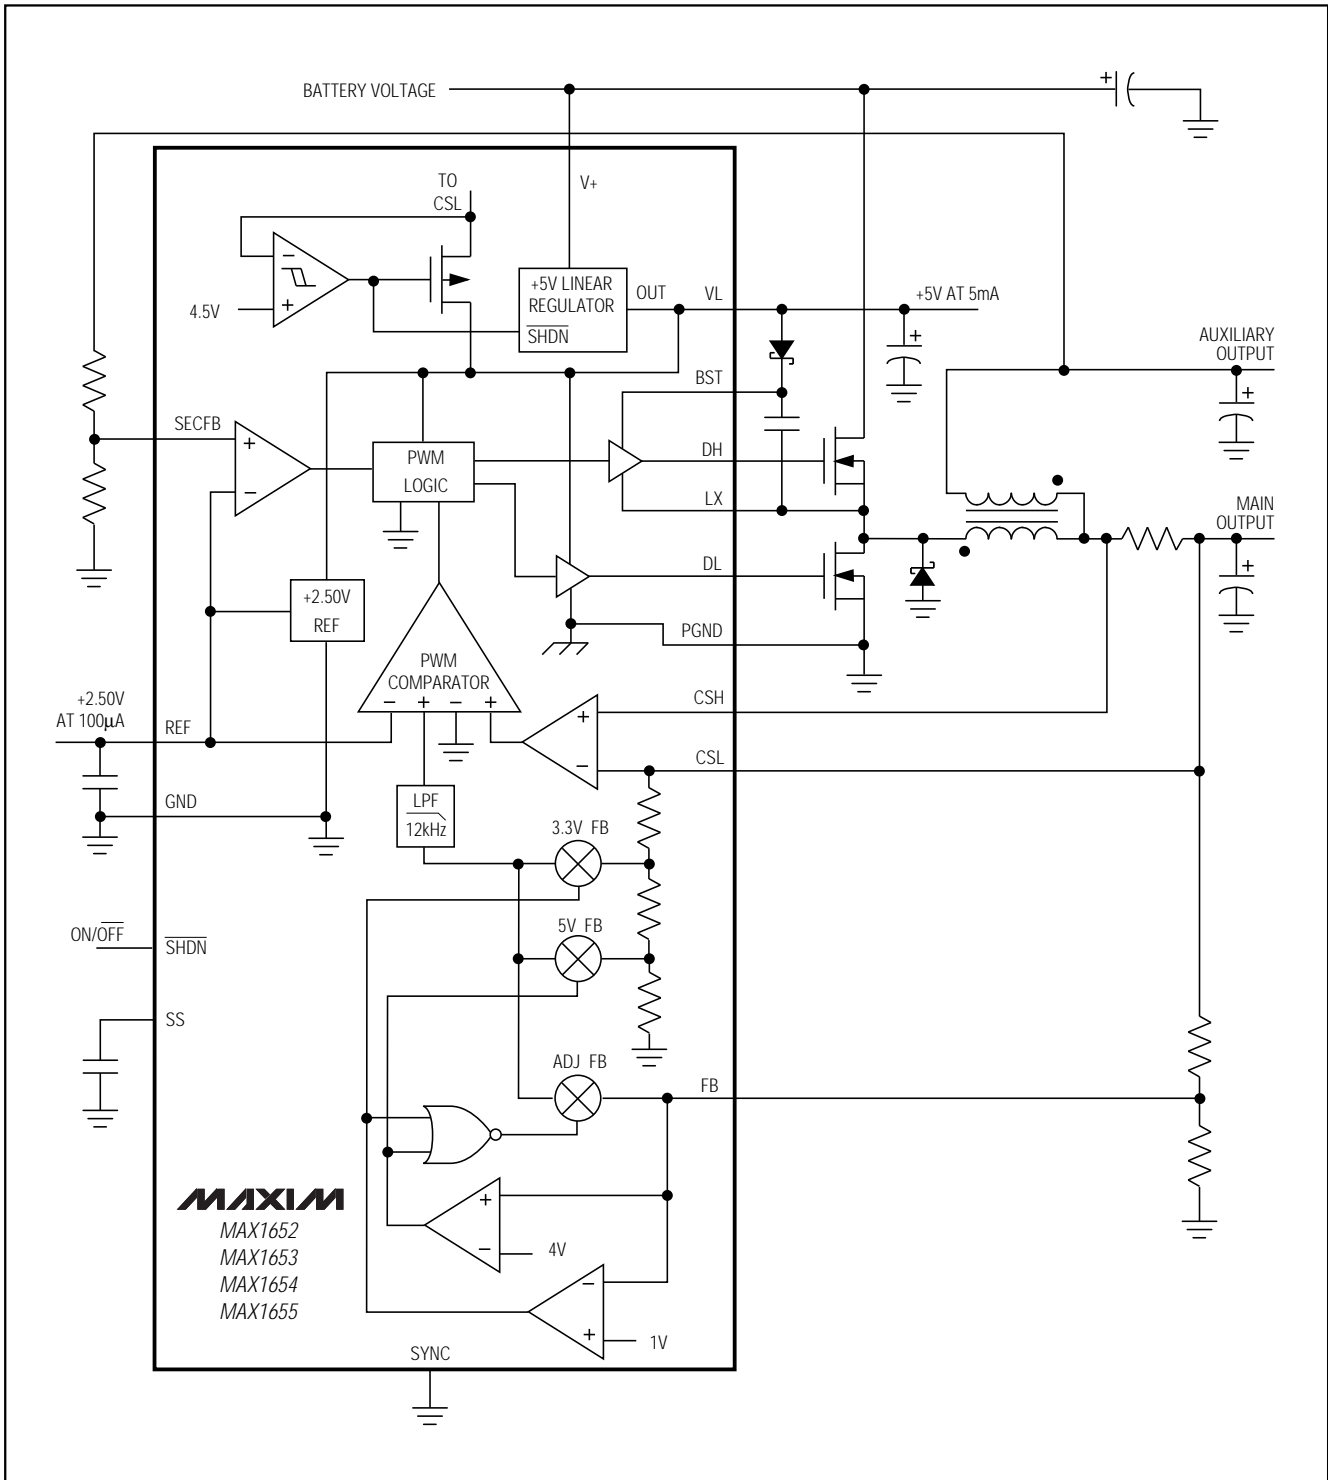 BATTERY VOLTAGE
+
TO
CSL
V+
−
+
4.5V
+5V LINEAR
REGULATOR
SHDN
OUT
VL
+5V AT 5mA
+
AUXILIARY
OUTPUT
+
BST
SECFB
+
−
PWM
LOGIC
DH
LX
MAIN
OUTPUT
+
DL
+2.50V
REF
PGND
PWM
COMPARATOR
− + − +
+
−
CSH
CSL
+2.50V
AT 100μA
REF
GND
LPF
12kHz
3.3V FB
5V FB
ON/OFF
SHDN
SS
ADJ FB
FB
MAXIM
MAX1652
MAX1653
MAX1654
MAX1655
+
−
4V
−
+
1V
SYNC